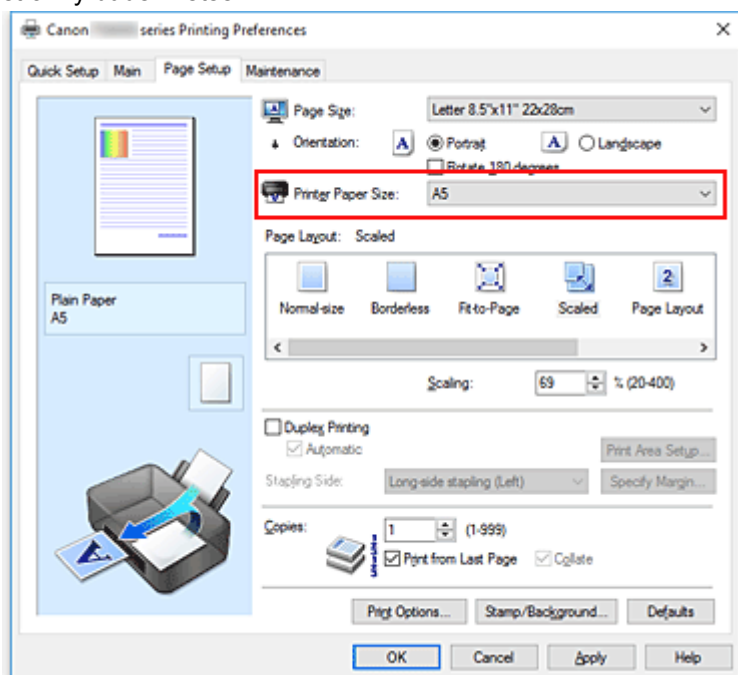 Canon series Printing Preferences
Quick Setup Main Page Setup Maintenance
Page Size: Letter 8.5"x11" 22x28cm
Orientation: A Portrait A Landscape
Rotate 180 degrees
Printer Paper Size: A5
Page Layout: Scaled
Normal-size Borderless Fit-to-Page Scaled Page Layout
Plain Paper
A5
Scaling: 69 % (20-400)
Duplex Printing
Automatic
Print Area Setup...
Stapling Side: Long-side stapling (Left) Specify Margin...
Copies: 1 (1-999)
Print from Last Page Collate
Print Options... Stamp/Background... Defaults
OK Cancel Apply Help